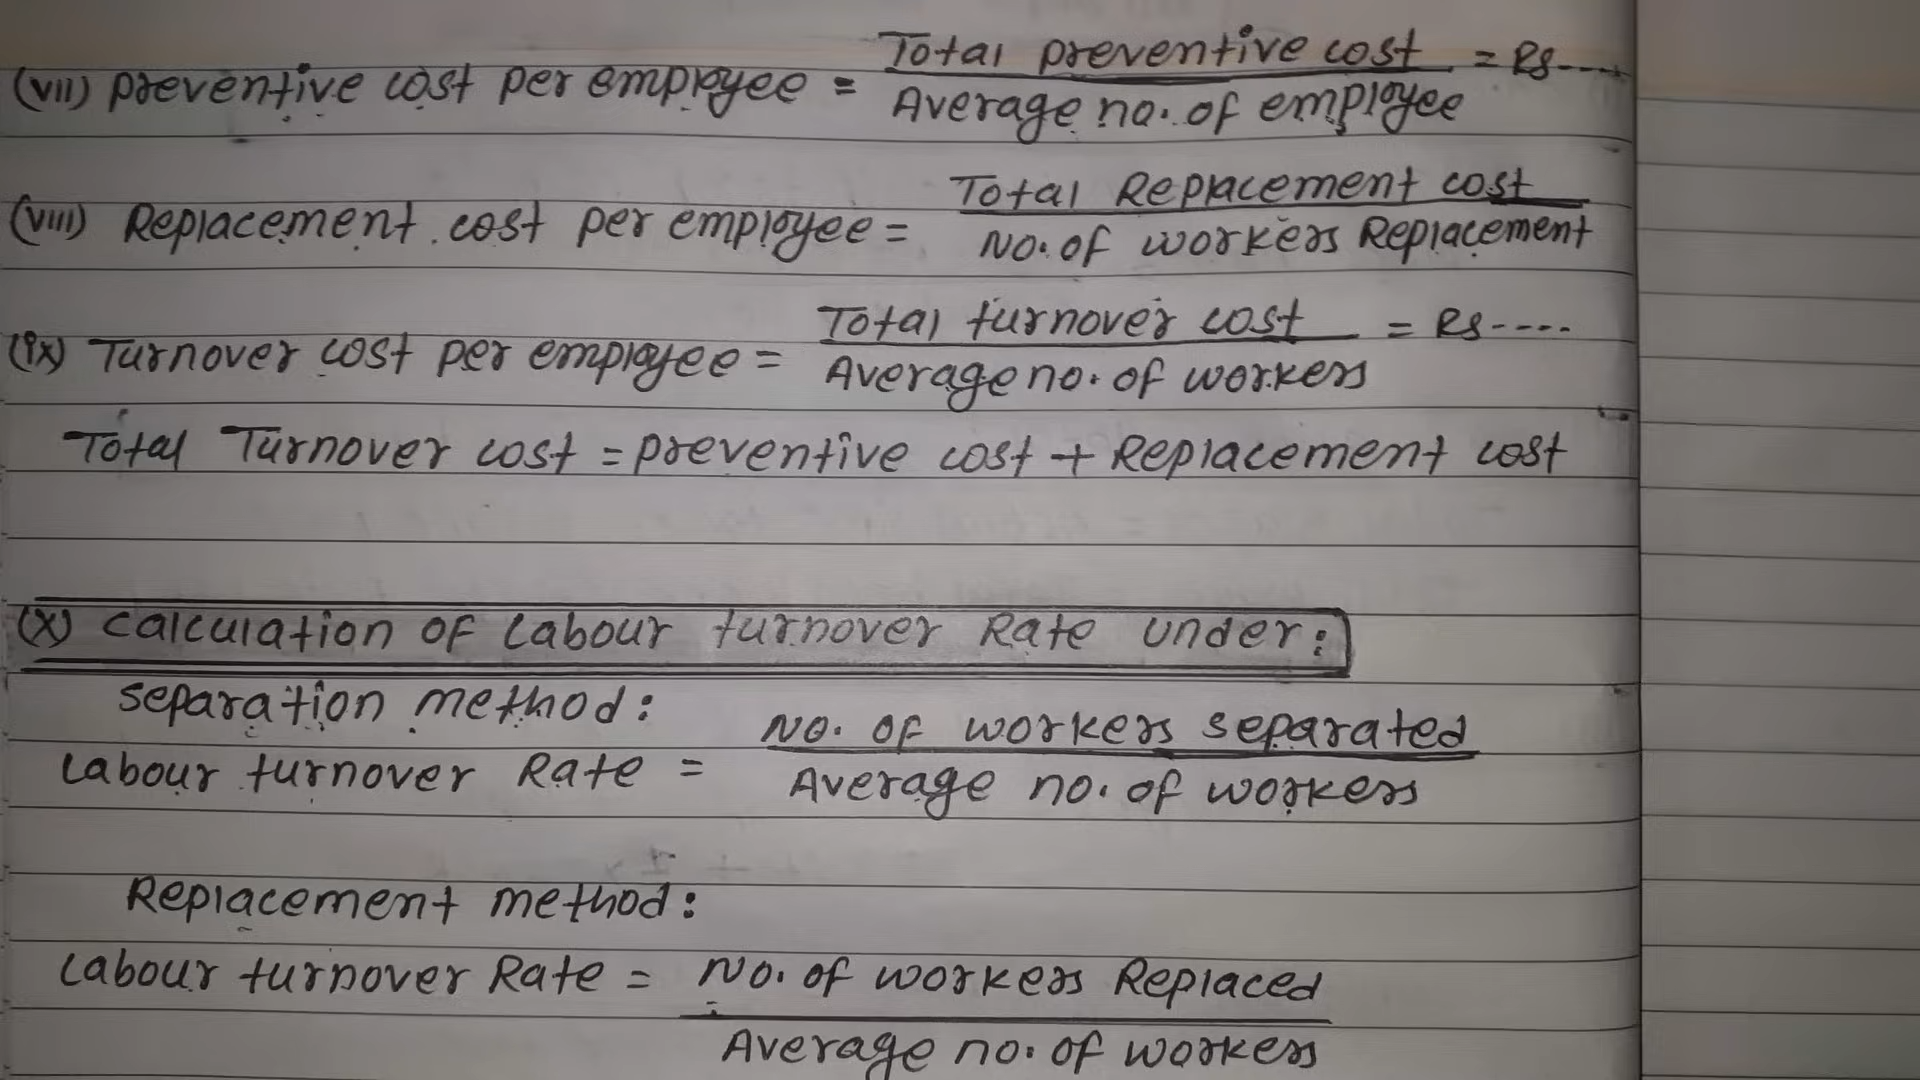 Total preventive cost = Rs----
(vii) preventive cost per employee =
Average no. of employee
Total Replacement cost
(viii) Replacement cost per employee =
No. of workers Replacement
Total turnover cost = Rs----
(ix) Turnover cost per employee =
Average no. of workers
Total Turnover cost = preventive cost + Replacement cost
(x) calculation of Labour turnover Rate under:
separation method:
No. of workers separated
Labour turnover Rate =
Average no. of workers
Replacement method:
Labour turnover Rate = No. of workers Replaced
Average no. of workers